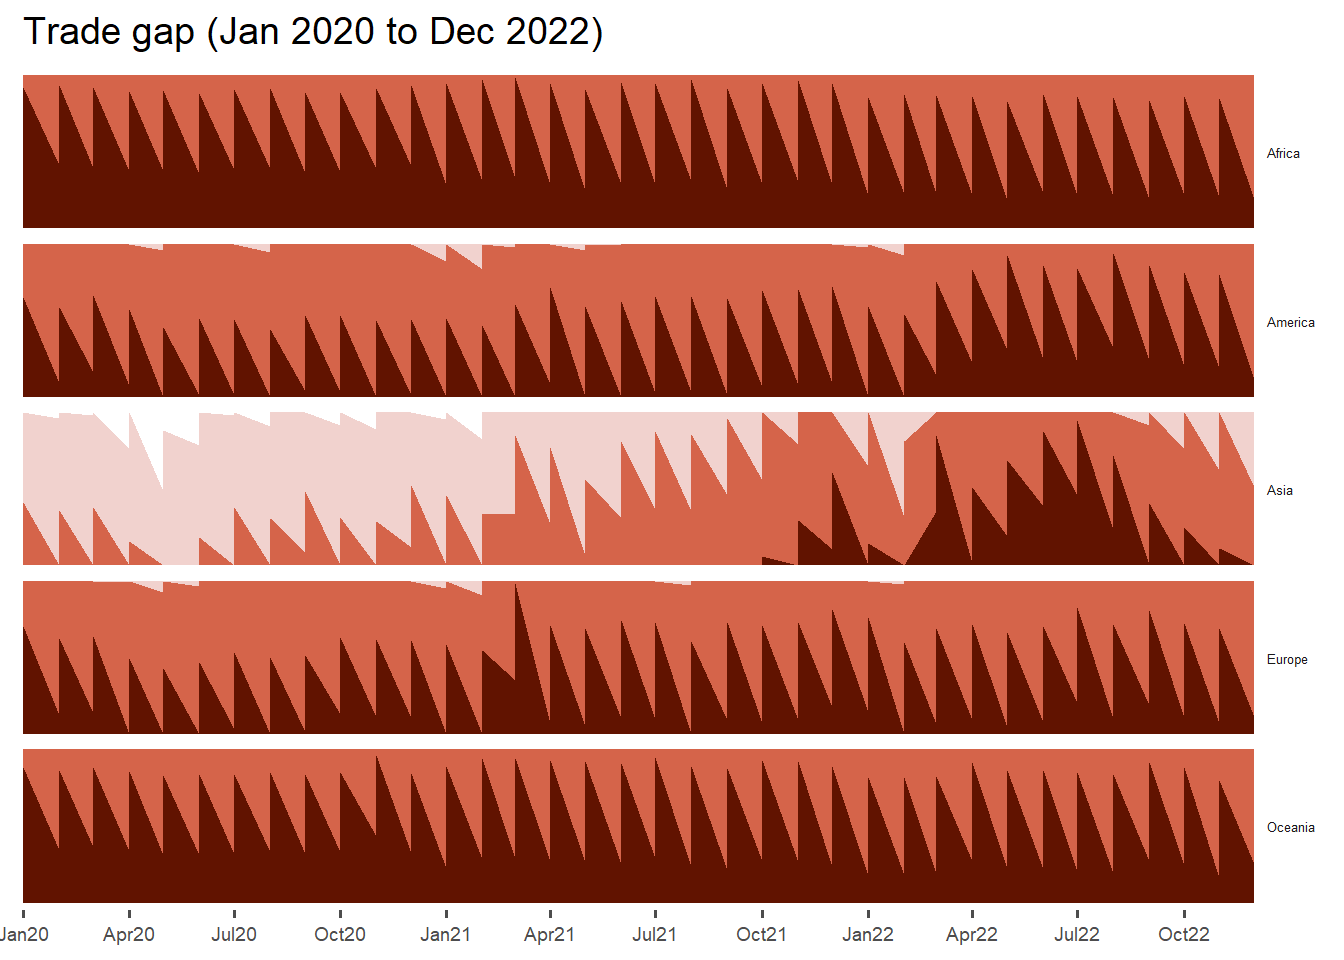 Trade gap (Jan 2020 to Dec 2022)
Africa
America
Asia
Europe
Oceania
Jan20 Apr20 Jul20 Oct20 Jan21 Apr21 Jul21 Oct21 Jan22 Apr22 Jul22 Oct22